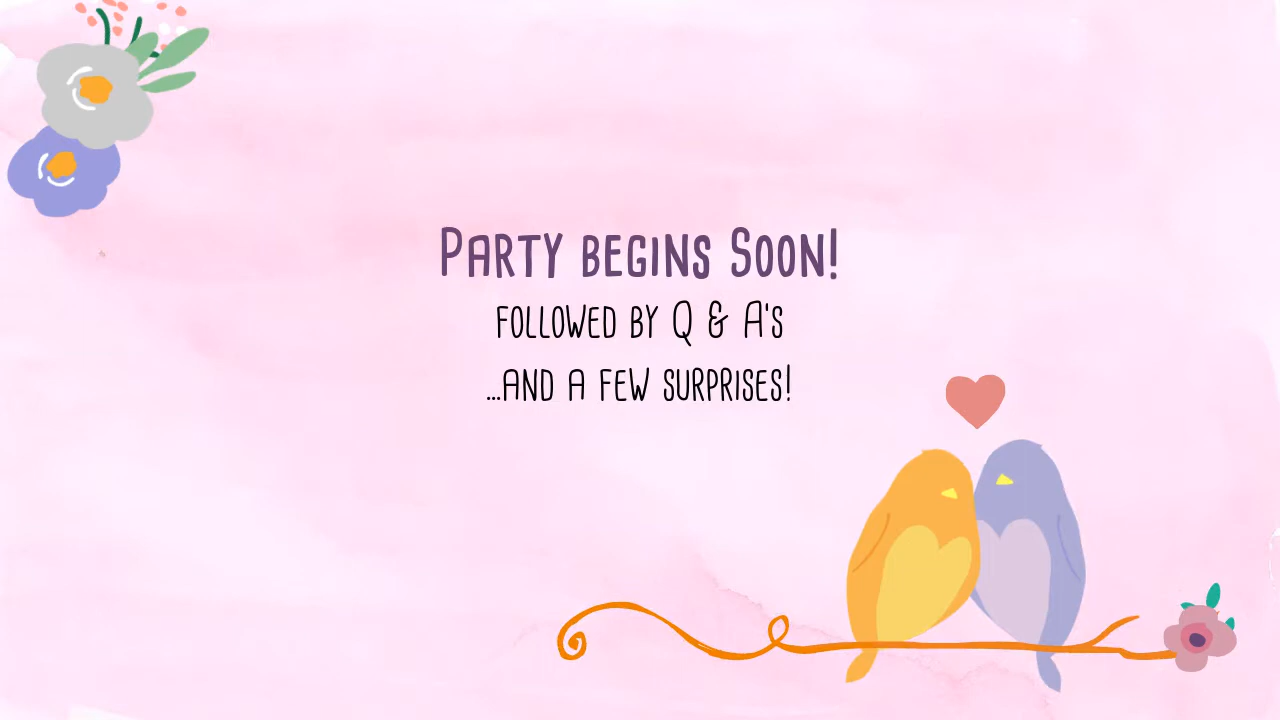 Party begins Soon!
followed by Q & A's
...and a few surprises!